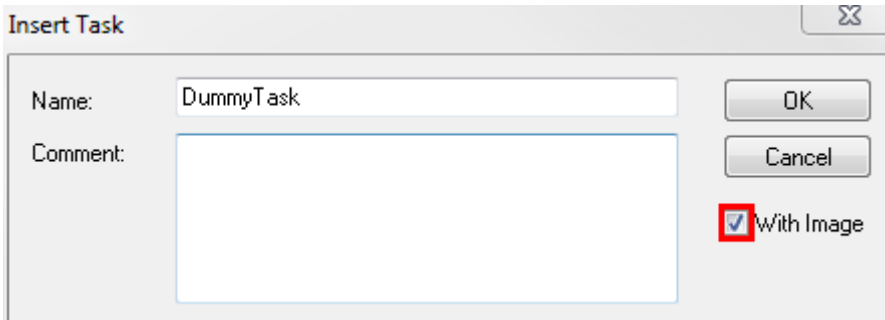 Insert Task
Name: DummyTask OK
Comment: Cancel
With Image